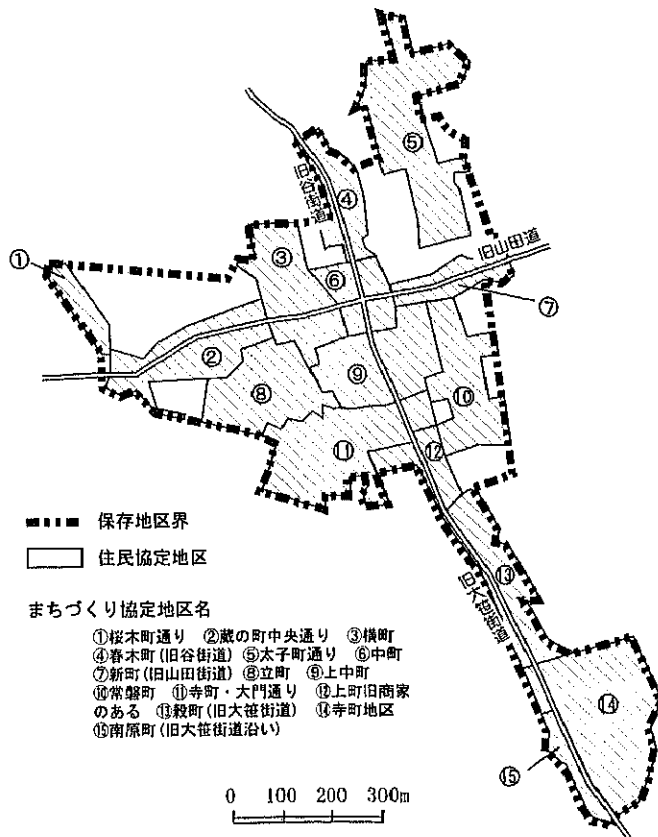 ⑤
④
旧谷街道
①
③
旧山田道
⑥
⑦
②
⑨
⑧
⑩
⑪
⑫
⑬
旧大笹街道
⑭
⑮
保存地区界
住民協定地区
まちづくり協定地区名
①桜木町通り ②蔵の町中央通り ③横町
④春木町(旧谷街道) ⑤太子町通り ⑥中町
⑦新町(旧山田街道) ⑧立町 ⑨上中町
⑩常磐町 ⑪寺町・大門通り ⑫上町旧商家
のある ⑬穀町(旧大笹街道) ⑭寺町地区
⑮南原町(旧大笹街道沿い)
0 100 200 300m